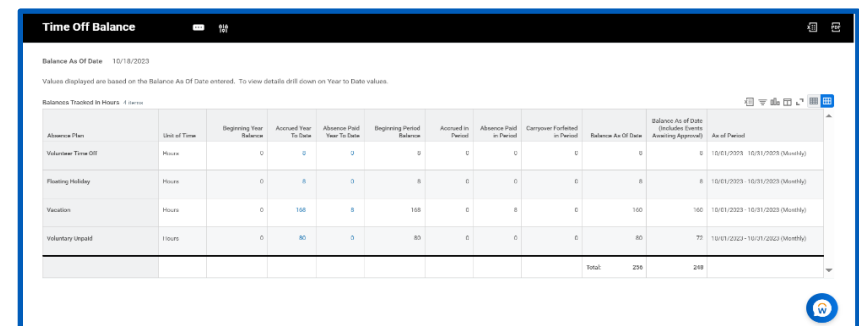 Time Off Balance
Balance As Of Date 10/18/2023
Values displayed are based on the Balance As Of Date entered. To view details drill down on Year to Date values.
Balances Tracked in Hours 4 items
Absence Plan Unit of Time Beginning Year Balance Accrued Year To Date Absence Paid Year To Date Beginning Period Balance Accrued in Period Absence Paid in Period Carryover Forfeited in Period Balance As Of Date Balance As of Date (Includes Events Awaiting Approval) As of Period
Volunteer Time Off Hours 0 8 0 8 0 0 0 8 8 10/01/2023 - 10/31/2023 (Monthly)
Floating Holiday Hours 0 8 0 8 0 0 0 8 8 10/01/2023 - 10/31/2023 (Monthly)
Vacation Hours 0 168 8 168 0 8 0 160 160 10/01/2023 - 10/31/2023 (Monthly)
Voluntary Unpaid Hours 0 80 0 80 0 0 0 80 72 10/01/2023 - 10/31/2023 (Monthly)
Total: 256 248